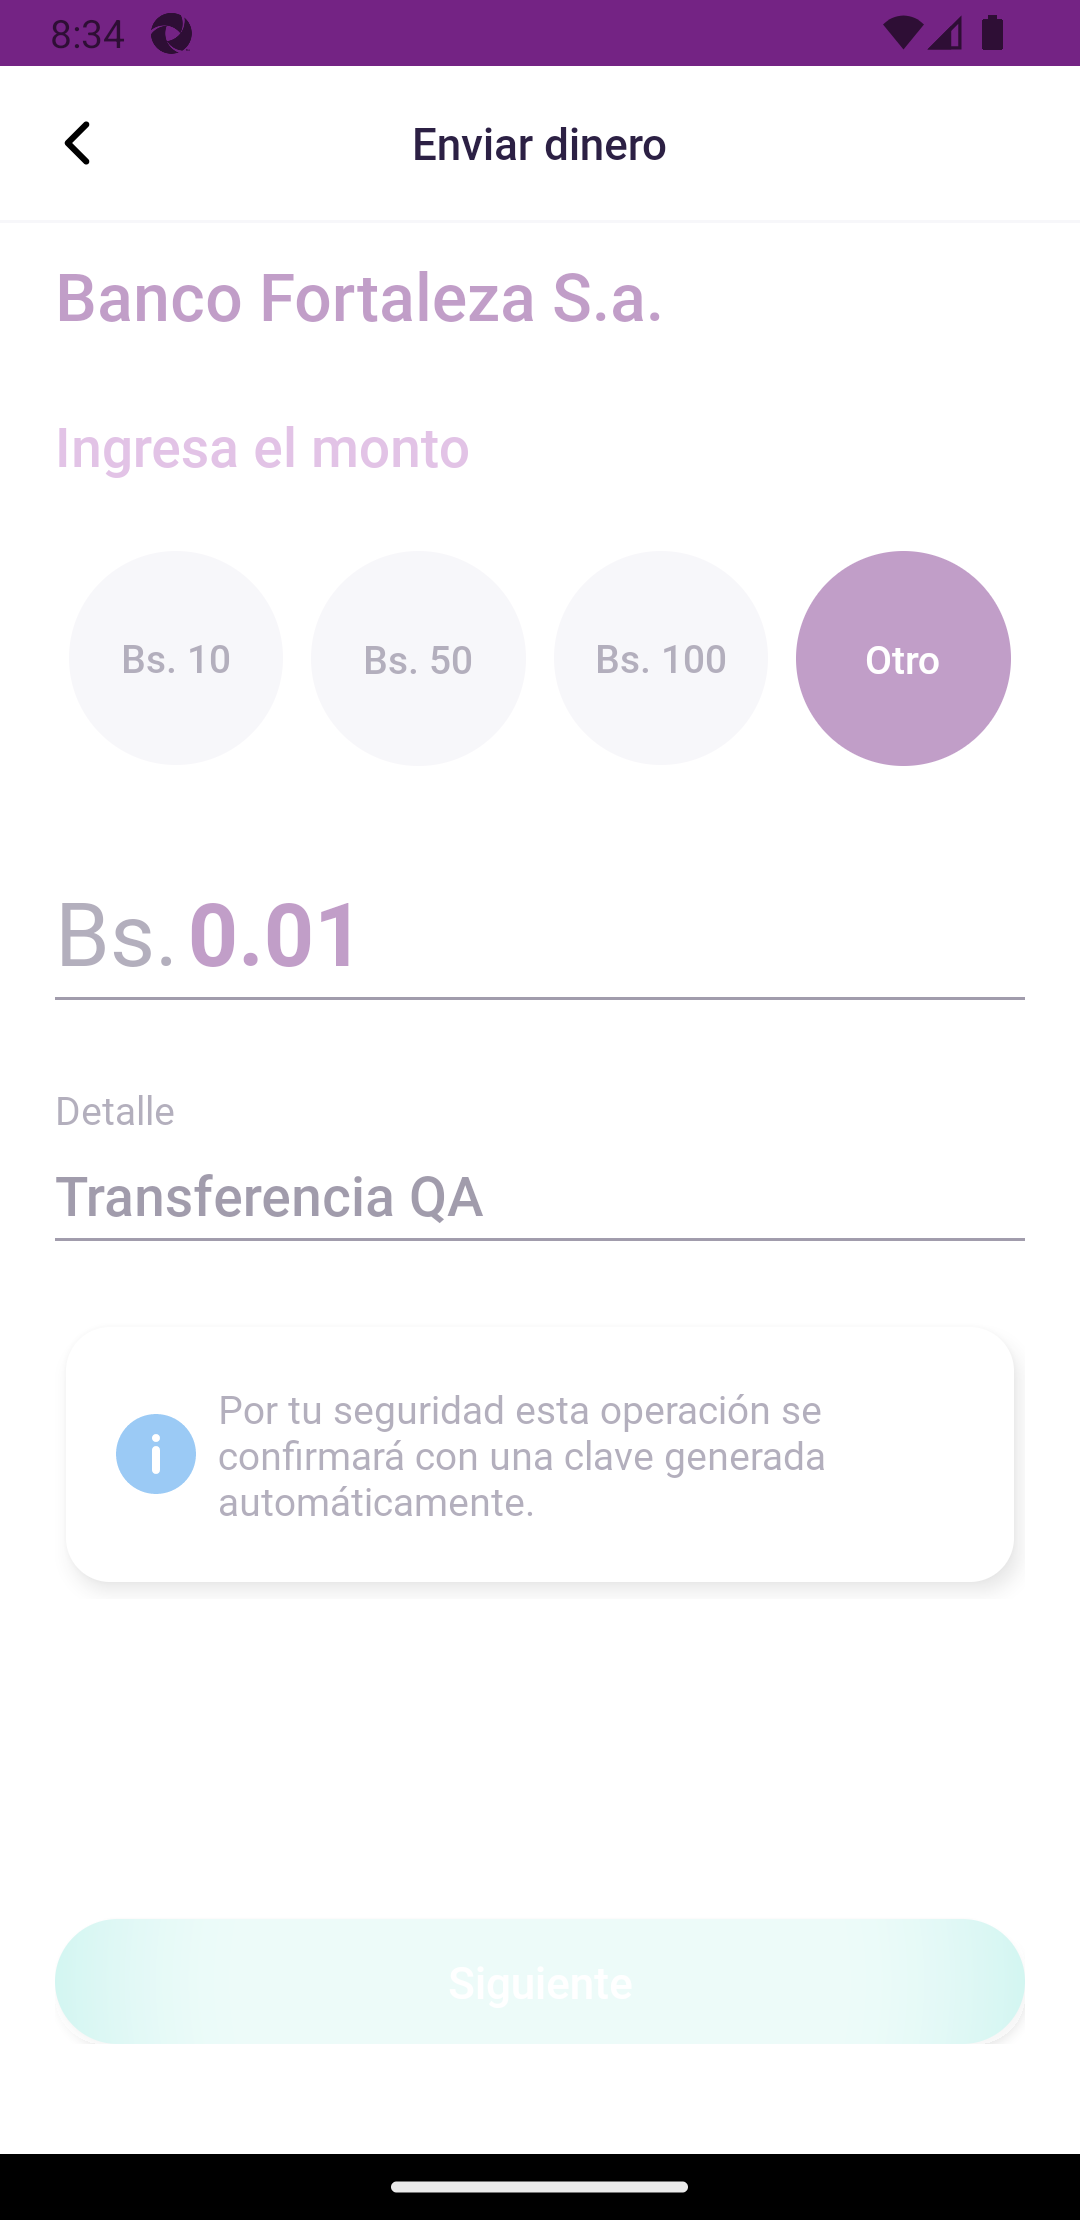 8:34
Enviar dinero
Banco Fortaleza S.a.
Ingresa el monto
Bs. 10 Bs. 50 Bs. 100 Otro
Bs. 0.01
Detalle
Transferencia QA
Por tu seguridad esta operación se
confirmará con una clave generada
automáticamente.
Siguiente